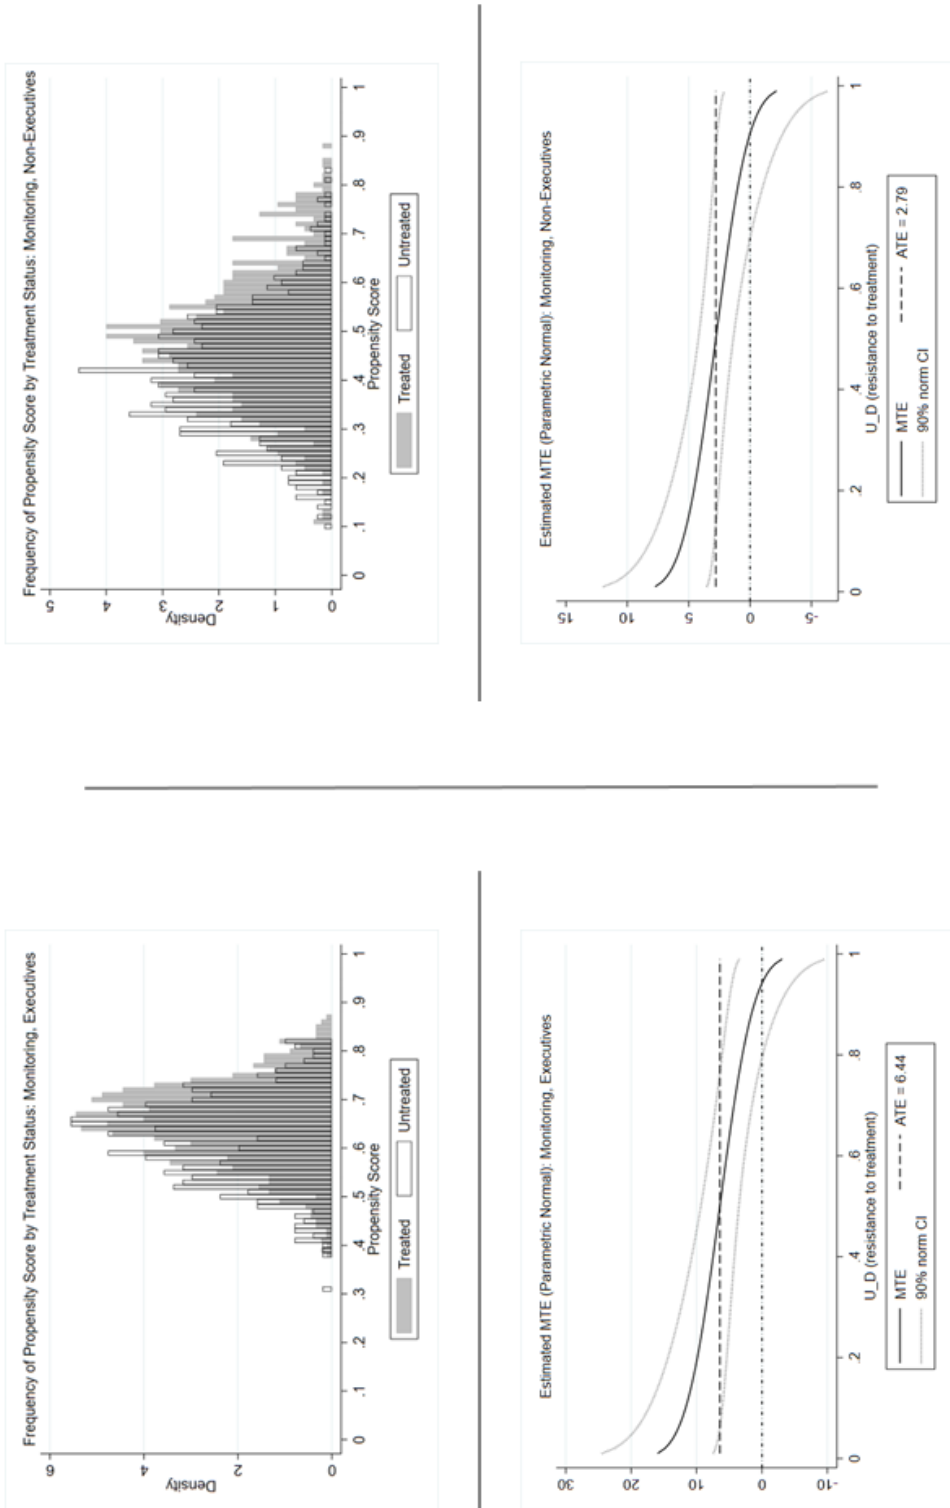 Frequency of Propensity Score by Treatment Status: Monitoring, Executives
Density
6
4
2
0
0 .1 .2 .3 .4 .5 .6 .7 .8 .9 1
Propensity Score
Treated Untreated
Frequency of Propensity Score by Treatment Status: Monitoring, Non-Executives
Density
5
4
3
2
1
0
0 .1 .2 .3 .4 .5 .6 .7 .8 .9 1
Propensity Score
Treated Untreated
Estimated MTE (Parametric Normal): Monitoring, Executives
30
20
10
0
-10
0 .2 .4 .6 .8 1
U_D (resistance to treatment)
MTE ATE = 6.44
90% norm CI
Estimated MTE (Parametric Normal): Monitoring, Non-Executives
15
10
5
0
-5
0 .2 .4 .6 .8 1
U_D (resistance to treatment)
MTE ATE = 2.79
90% norm CI